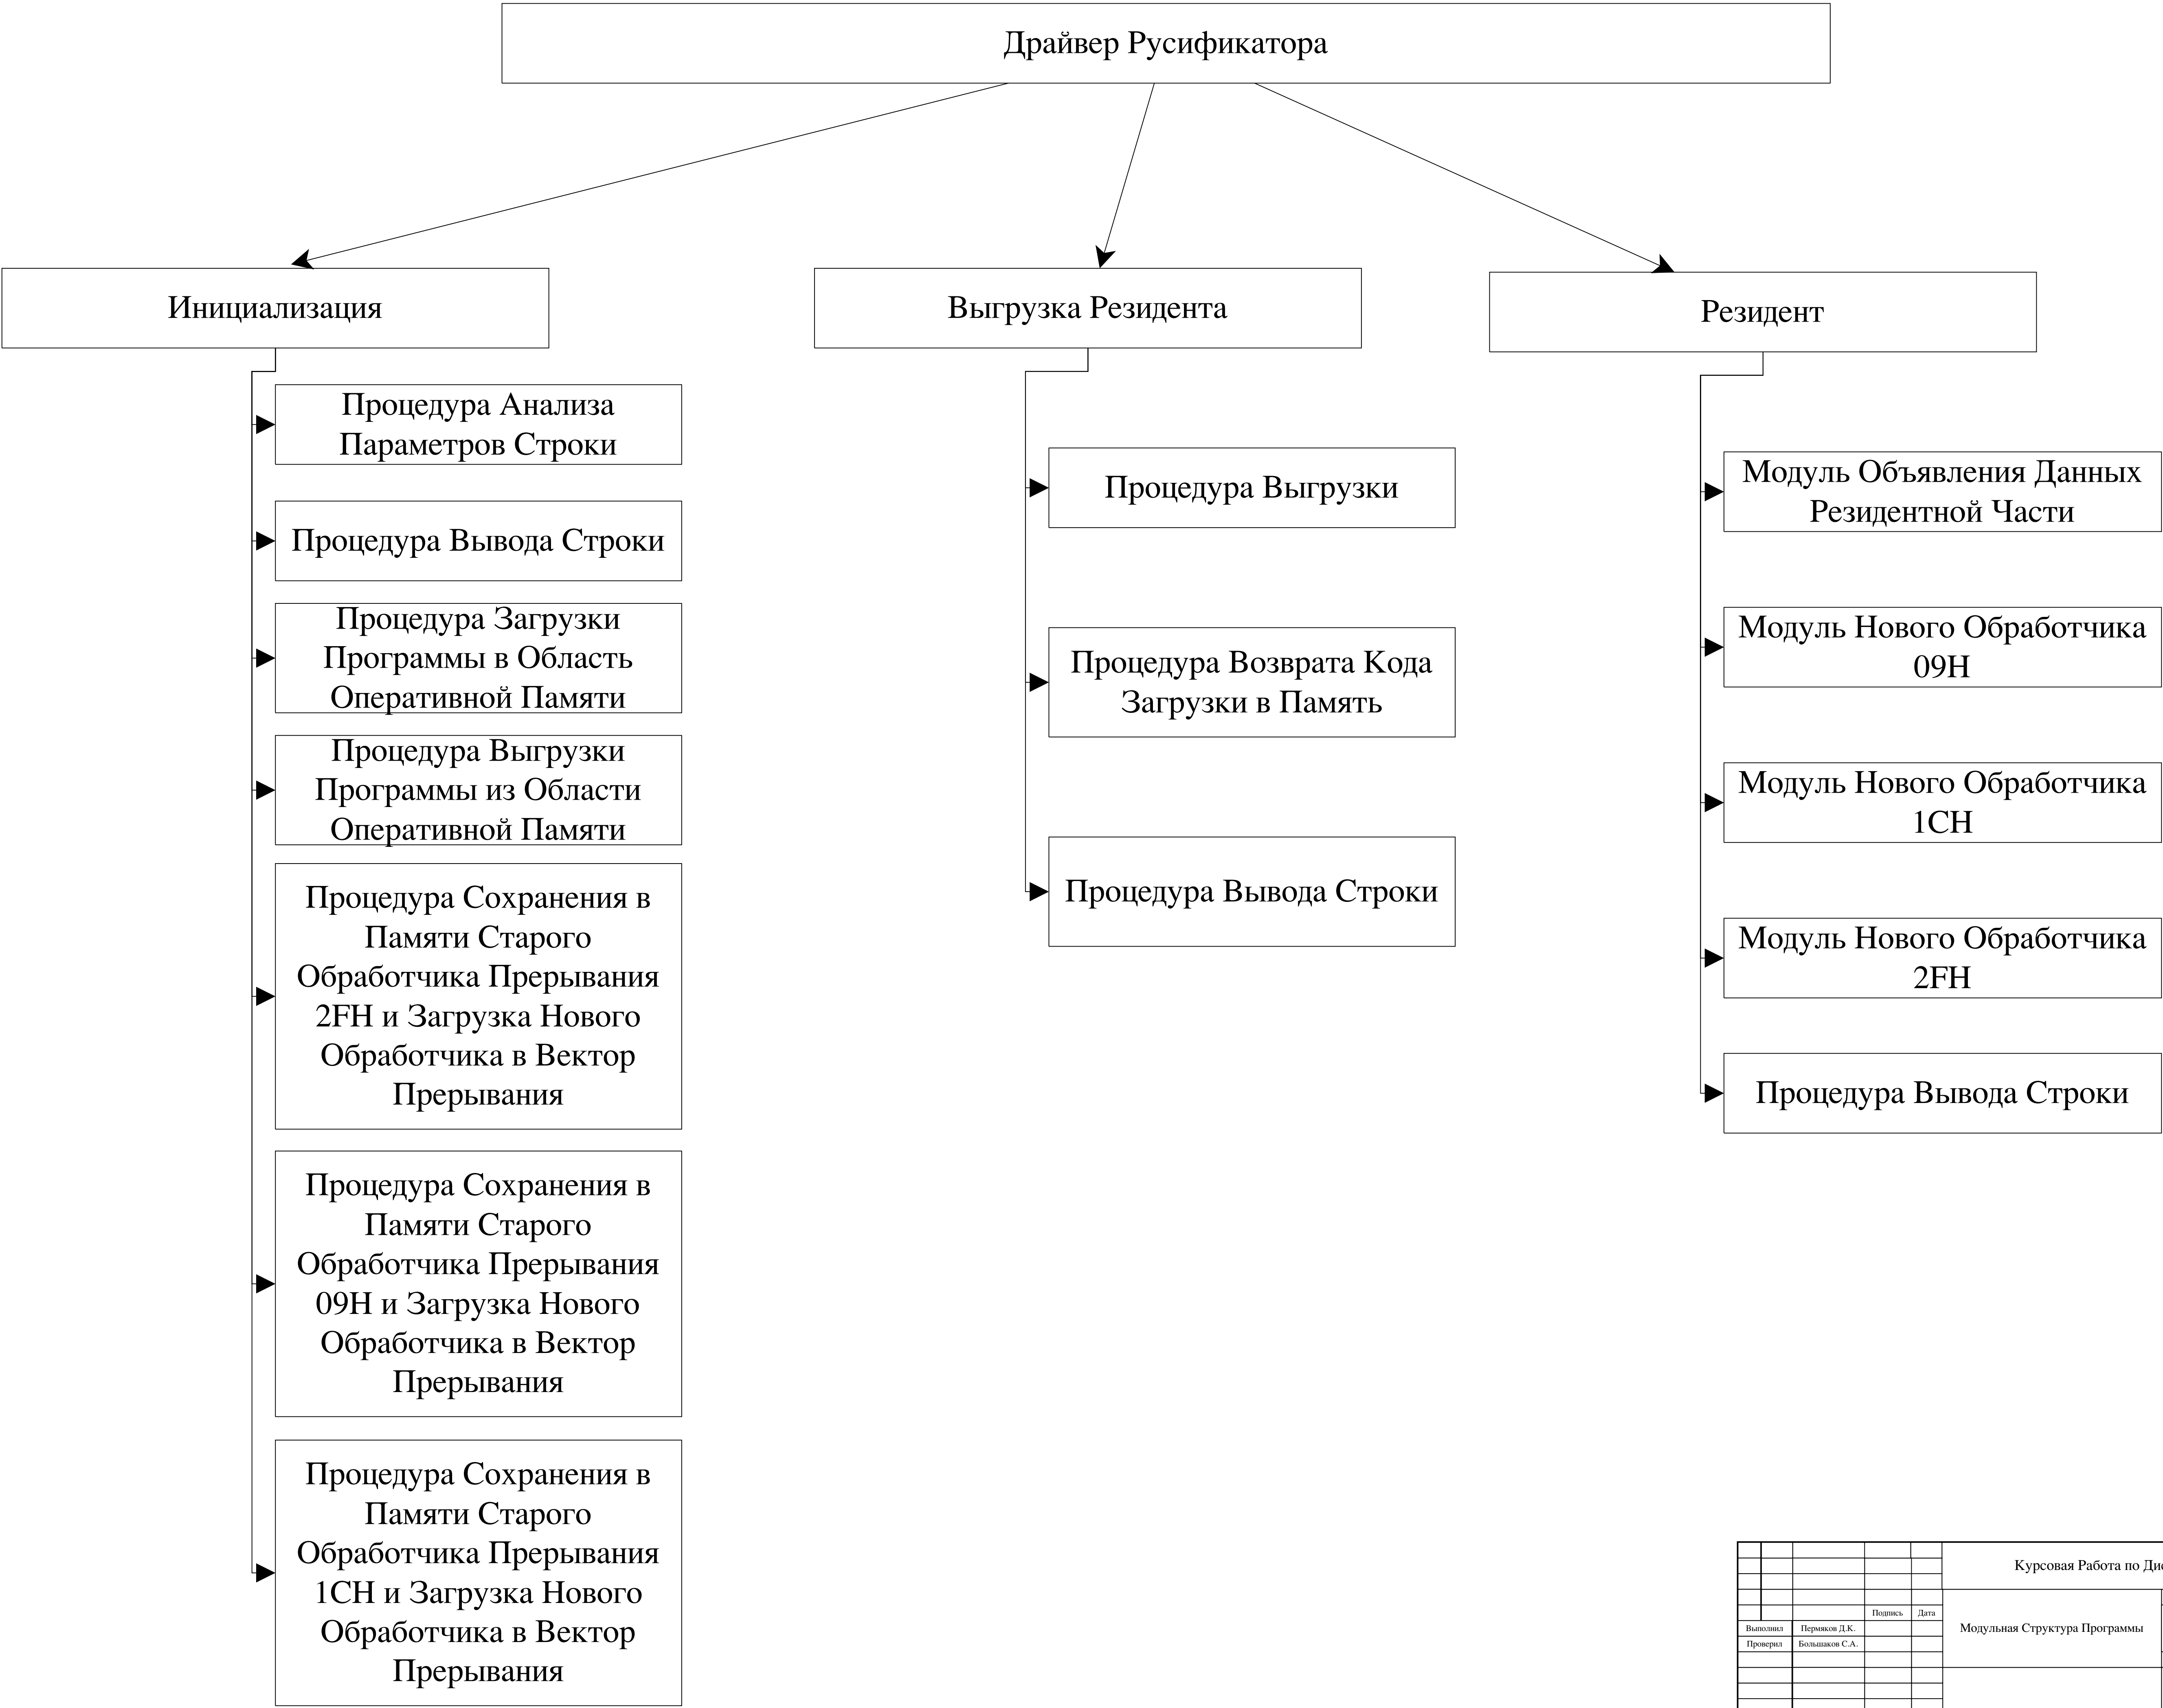 Драйвер Русификатора
Инициализация
Выгрузка Резидента
Резидент
Процедура Анализа
Параметров Строки
Процедура Вывода Строки
Процедура Загрузки
Программы в Область
Оперативной Памяти
Процедура Выгрузки
Программы из Области
Оперативной Памяти
Процедура Сохранения в
Памяти Старого
Обработчика Прерывания
2FH и Загрузка Нового
Обработчика в Вектор
Прерывания
Процедура Сохранения в
Памяти Старого
Обработчика Прерывания
09H и Загрузка Нового
Обработчика в Вектор
Прерывания
Процедура Сохранения в
Памяти Старого
Обработчика Прерывания
1CH и Загрузка Нового
Обработчика в Вектор
Прерывания
Процедура Выгрузки
Процедура Возврата Кода
Загрузки в Память
Процедура Вывода Строки
Модуль Объявления Данных
Резидентной Части
Модуль Нового Обработчика
09H
Модуль Нового Обработчика
1CH
Модуль Нового Обработчика
2FH
Процедура Вывода Строки
Курсовая Работа по
Подпись Дата
Выполнил Пермяков Д.К.
Проверил Большаков С.А.
Модульная Структура Программы